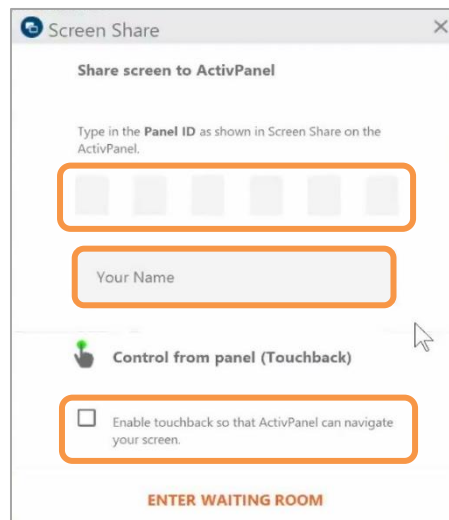 Screen Share
Share screen to ActivPanel
Type in the Panel ID as shown in Screen Share on the
ActivPanel.
Your Name
Control from panel (Touchback)
Enable touchback so that ActivPanel can navigate
your screen.
ENTER WAITING ROOM